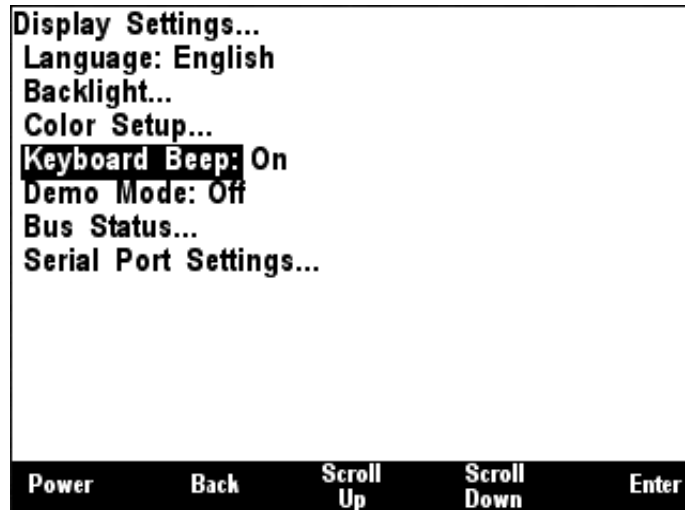 Display Settings...
Language: English
Backlight...
Color Setup...
Keyboard Beep: On
Demo Mode: Off
Bus Status...
Serial Port Settings...
Power Back Scroll Up Scroll Down Enter